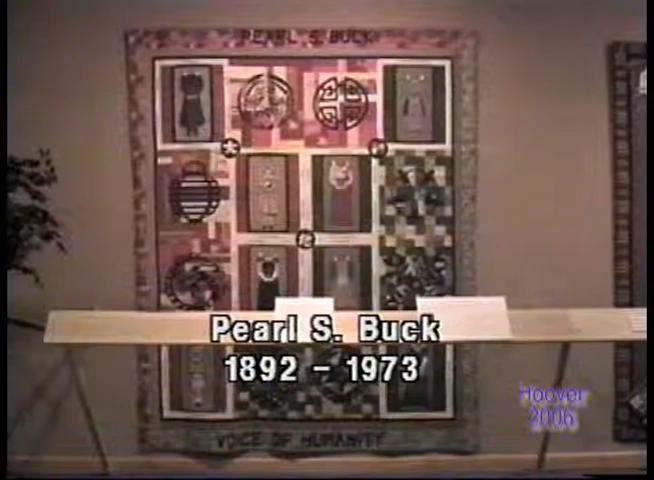 PEARL S. BUCK
Pearl S. Buck
1892 – 1973
Hoover
2006
VOICE OF HUMANITY